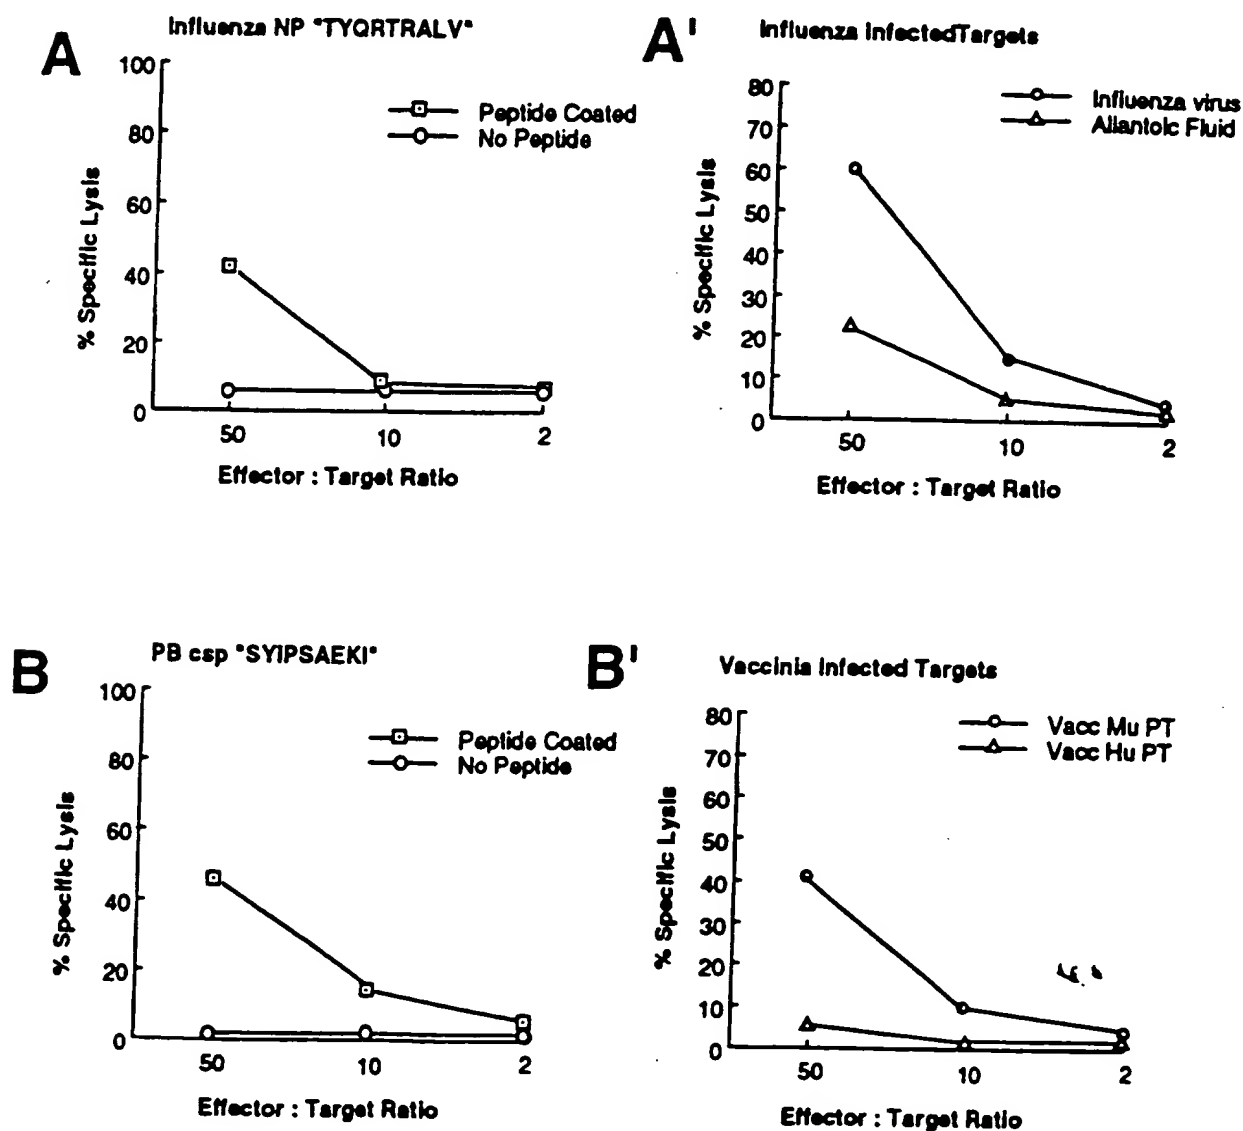 A
Influenza NP "TYQRTRALV"
100
80
60
40
20
0
% Specific Lysis
Peptide Coated
No Peptide
50 10 2
Effector : Target Ratio
A'
Influenza InfectedTargets
80
70
60
50
40
30
20
10
0
% Specific Lysis
Influenza virus
Allantoic Fluid
50 10 2
Effector : Target Ratio
B
PB csp "SYIPSAEKI"
100
80
60
40
20
0
% Specific Lysis
Peptide Coated
No Peptide
50 10 2
Effector : Target Ratio
B'
Vaccinia Infected Targets
80
70
60
50
40
30
20
10
0
% Specific Lysis
Vacc Mu PT
Vacc Hu PT
50 10 2
Effector : Target Ratio